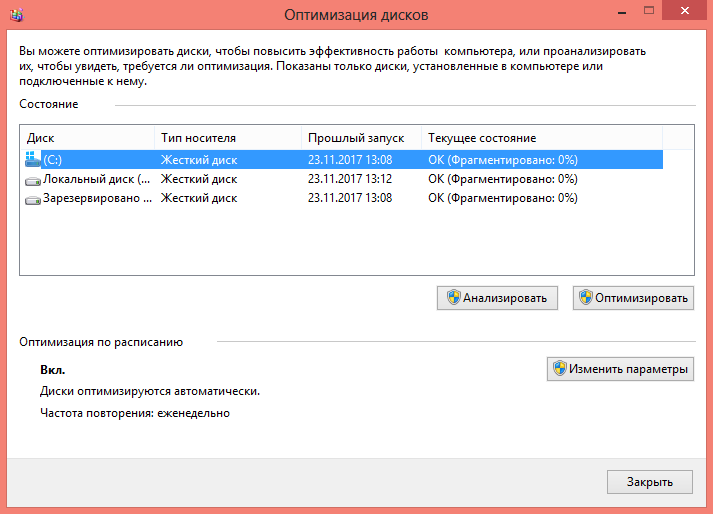 Оптимизация дисков
Вы можете оптимизировать диски, чтобы повысить эффективность работы компьютера, или проанализировать
их, чтобы увидеть, требуется ли оптимизация. Показаны только диски, установленные в компьютере или
подключенные к нему.
Состояние
Диск Тип носителя Прошлый запуск Текущее состояние
(C:) Жесткий диск 23.11.2017 13:08 ОК (Фрагментировано: 0%)
Локальный диск (... Жесткий диск 23.11.2017 13:12 ОК (Фрагментировано: 0%)
Зарезервировано ... Жесткий диск 23.11.2017 13:08 ОК (Фрагментировано: 0%)
Анализировать Оптимизировать
Оптимизация по расписанию
Вкл. Изменить параметры
Диски оптимизируются автоматически.
Частота повторения: еженедельно
Закрыть